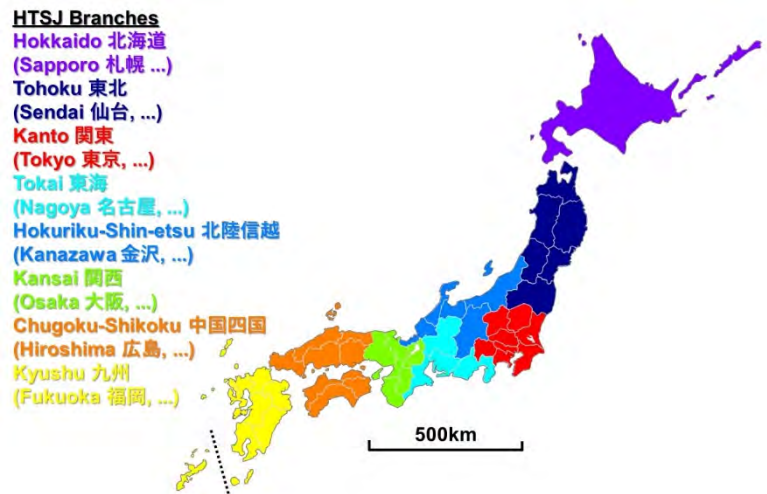 HTSJ Branches
Hokkaido 北海道
(Sapporo 札幌 ...)
Tohoku 東北
(Sendai 仙台, ...)
Kanto 関東
(Tokyo 東京, ...)
Tokai 東海
(Nagoya 名古屋, ...)
Hokuriku-Shin-etsu 北陸信越
(Kanazawa 金沢, ...)
Kansai 関西
(Osaka 大阪, ...)
Chugoku-Shikoku 中国四国
(Hiroshima 広島, ...)
Kyushu 九州
(Fukuoka 福岡, ...)
500km